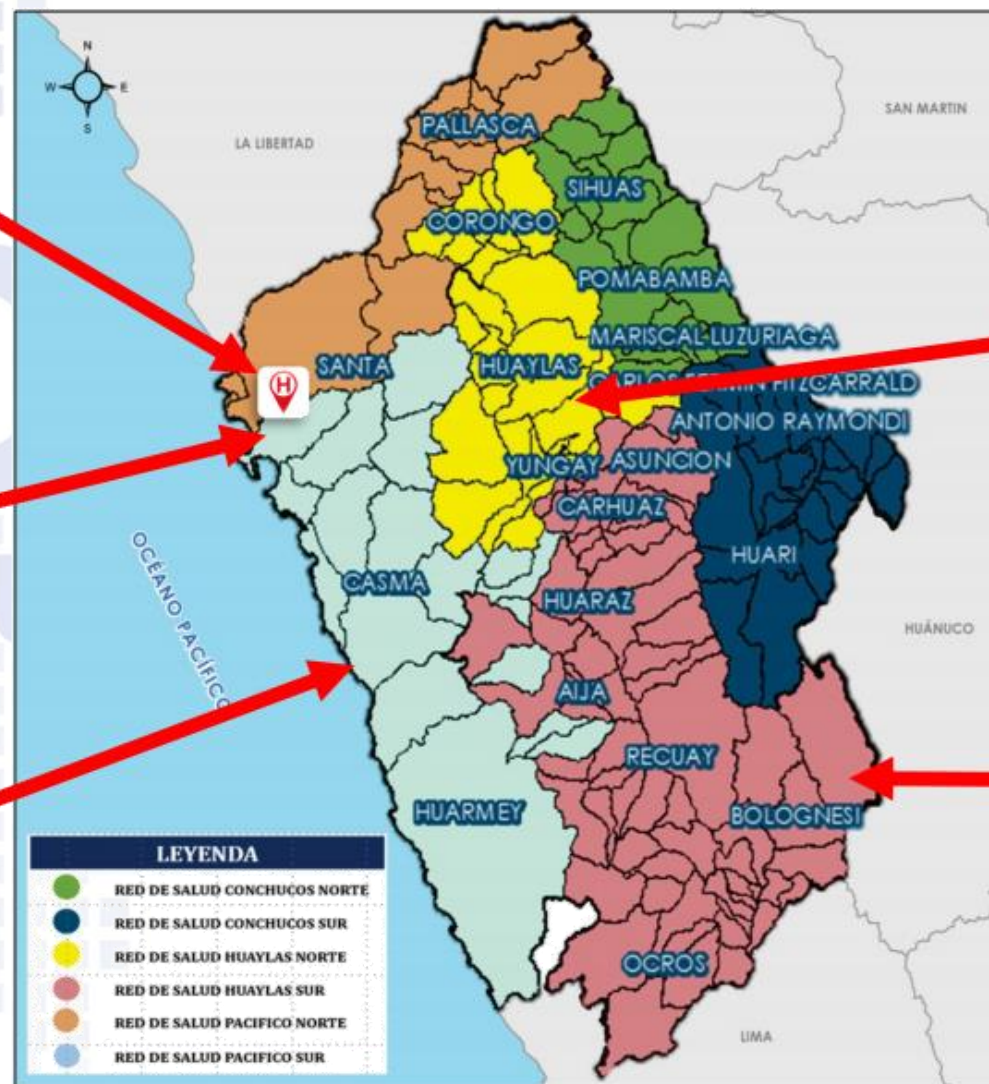 N
W E
S
LA LIBERTAD
SAN MARTIN
PALLASCA
SIHUAS
CORONGO
POMABAMBA
MARISCAL LUZURIAGA
SANTA
HUAYLAS
CARLOS FERMIN FITZCARRALD
H
ANTONIO RAYMONDI
YUNGAY
ASUNCION
CARHUAZ
OCÉANO PACÍFICO
CASMA
HUARI
HUARAZ
HUÁNUCO
AIJA
RECUAY
HUARMEY
BOLOGNESI
OCROS
LIMA
LEYENDA
RED DE SALUD CONCHUCOS NORTE
RED DE SALUD CONCHUCOS SUR
RED DE SALUD HUAYLAS NORTE
RED DE SALUD HUAYLAS SUR
RED DE SALUD PACIFICO NORTE
RED DE SALUD PACIFICO SUR